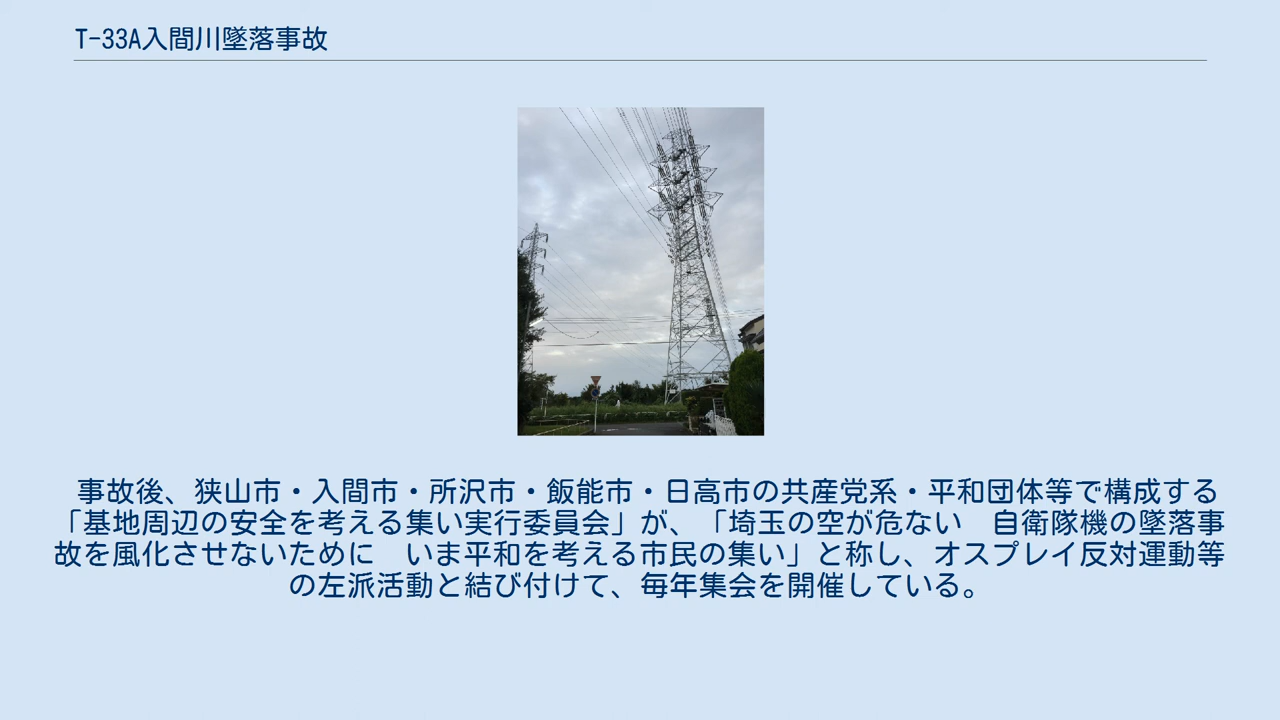 T-33A入間川墜落事故
事故後、狭山市・入間市・所沢市・飯能市・日高市の共産党系・平和団体等で構成する
「基地周辺の安全を考える集い実行委員会」が、「埼玉の空が危ない　自衛隊機の墜落事
故を風化させないために　いま平和を考える市民の集い」と称し、オスプレイ反対運動等
の左派活動と結び付けて、毎年集会を開催している。